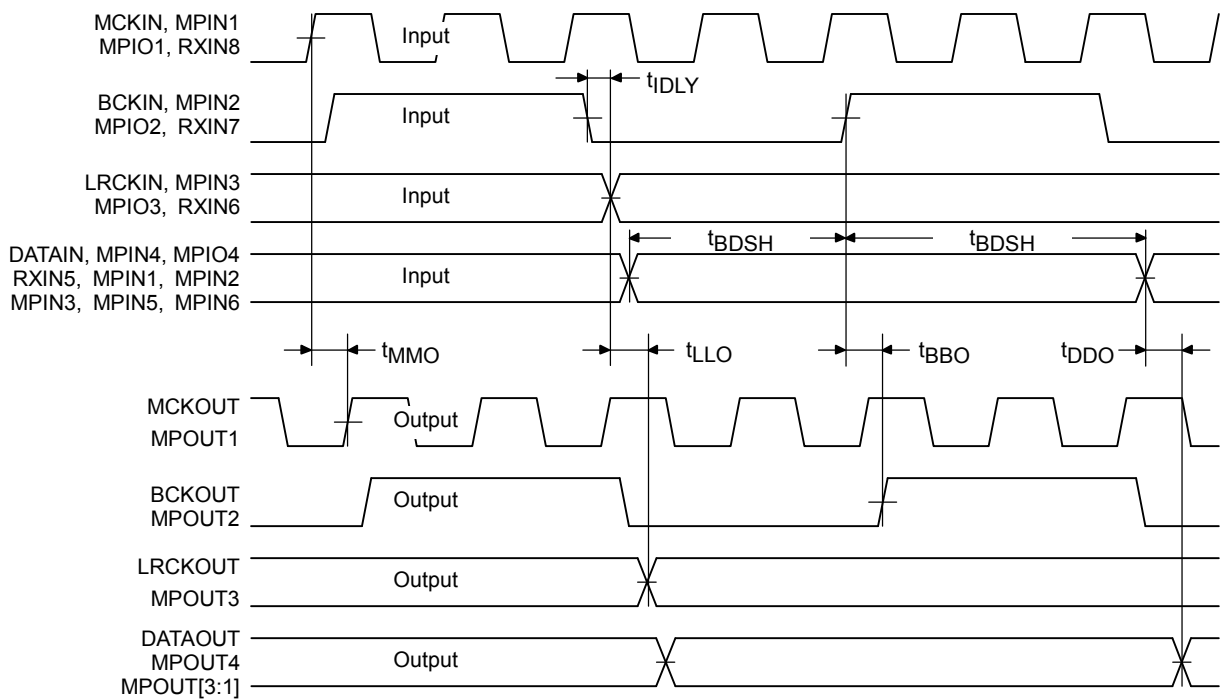 MCKIN, MPIN1
MPIO1, RXIN8
Input
tIDLY
BCKIN, MPIN2
MPIO2, RXIN7
Input
LRCKIN, MPIN3
MPIO3, RXIN6
Input
tBDSH
tBDSH
DATAIN, MPIN4, MPIO4
RXIN5, MPIN1, MPIN2
MPIN3, MPIN5, MPIN6
Input
tMMO
tLLO
tBBO
tDDO
MCKOUT
MPOUT1
Output
BCKOUT
MPOUT2
Output
LRCKOUT
MPOUT3
Output
DATAOUT
MPOUT4
MPOUT[3:1]
Output